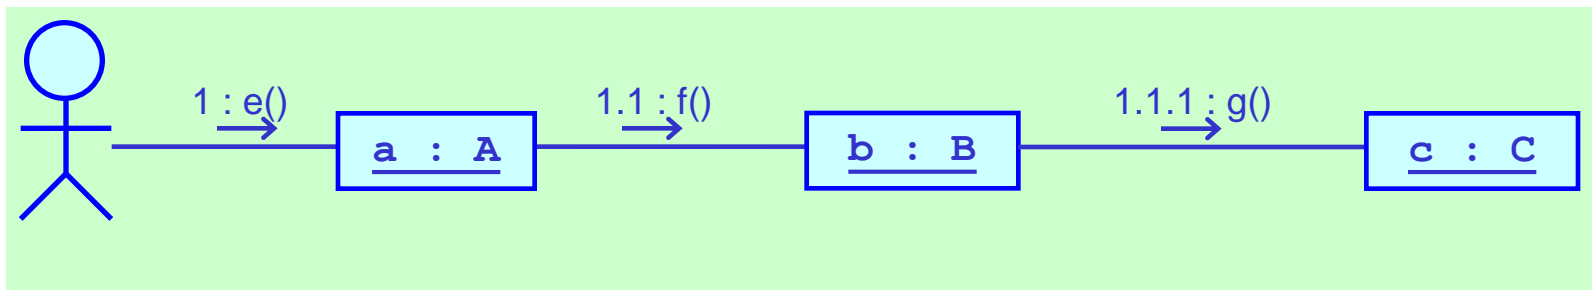 1 : e()
1.1 : f()
1.1.1 : g()
a : A
b : B
c : C